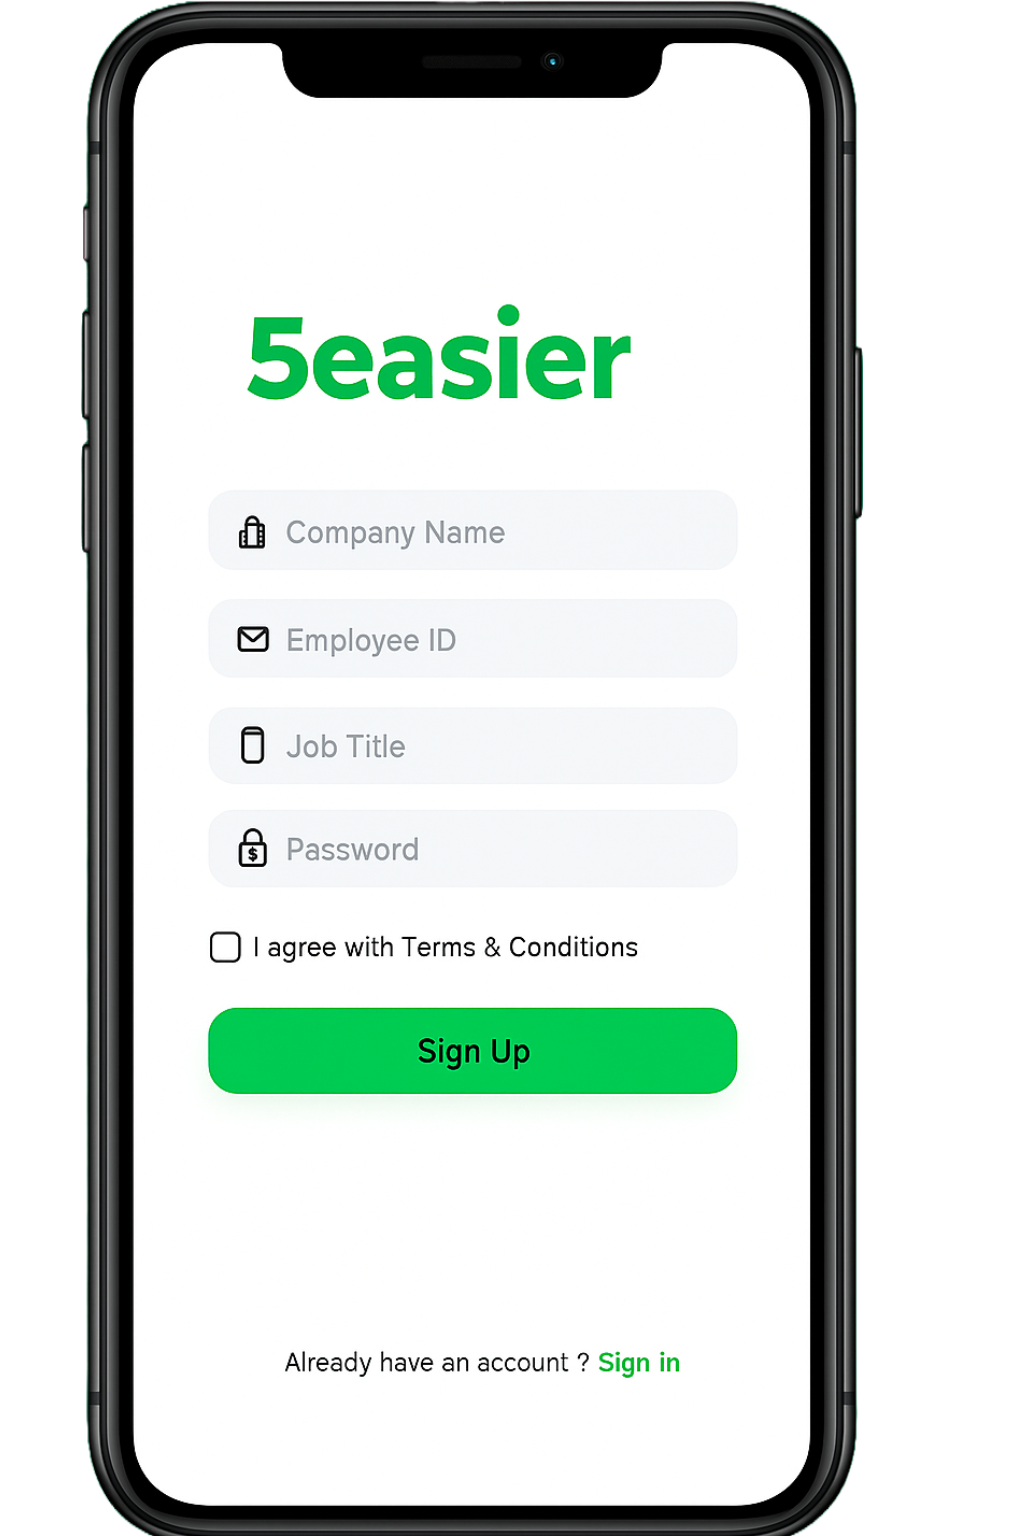 5easier
Company Name
Employee ID
Job Title
$ Password
I agree with Terms & Conditions
Sign Up
Already have an account ? Sign in